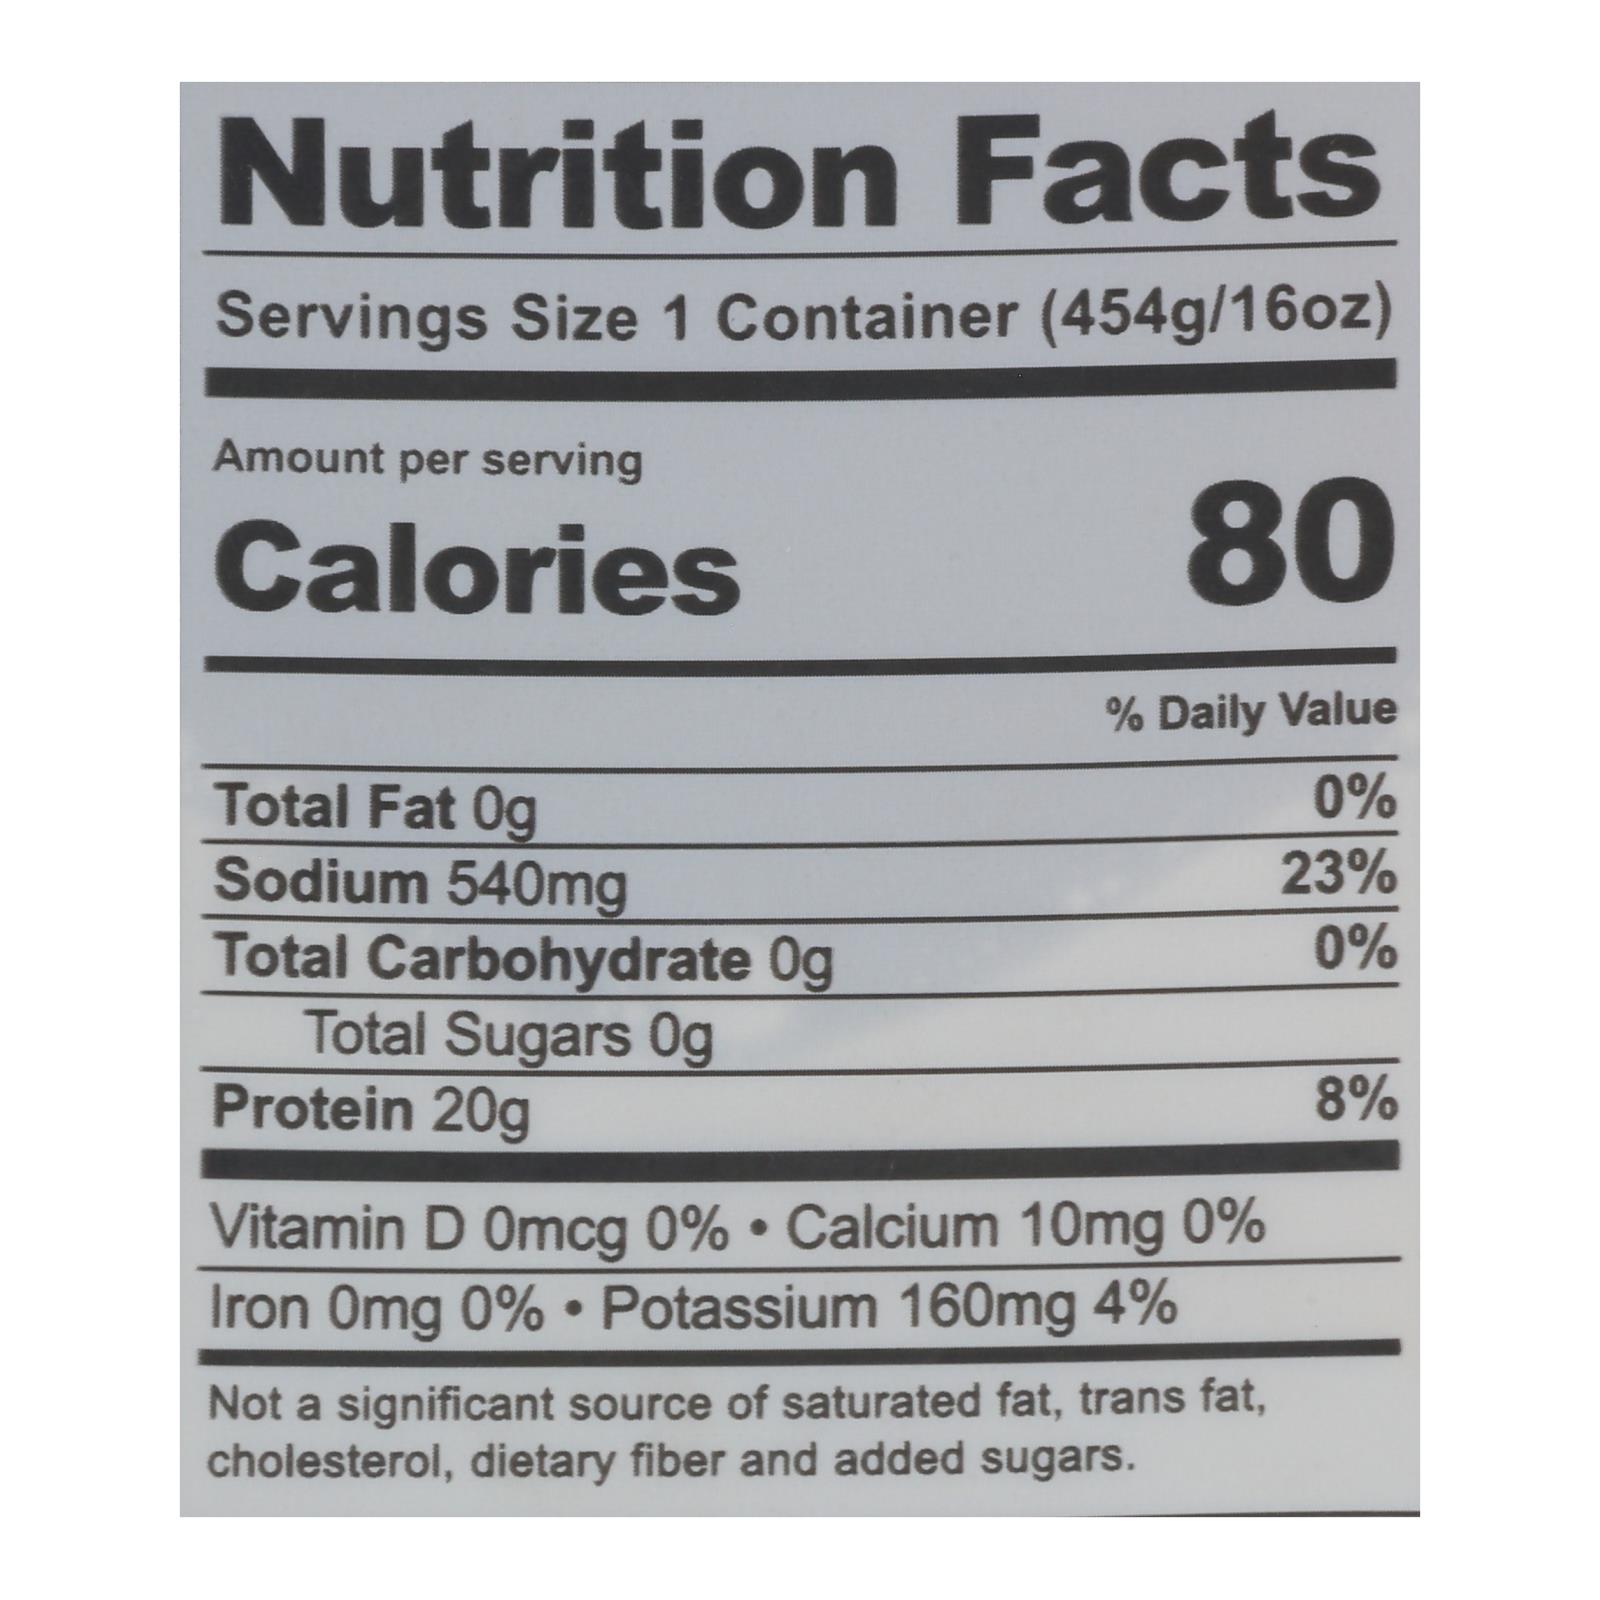 Nutrition Facts
Servings Size 1 Container (454g/16oz)
Amount per serving
Calories 80
% Daily Value
Total Fat 0g 0%
Sodium 540mg 23%
Total Carbohydrate 0g 0%
Total Sugars 0g
Protein 20g 8%
Vitamin D 0mcg 0% • Calcium 10mg 0%
Iron 0mg 0% • Potassium 160mg 4%
Not a significant source of saturated fat, trans fat,
cholesterol, dietary fiber and added sugars.